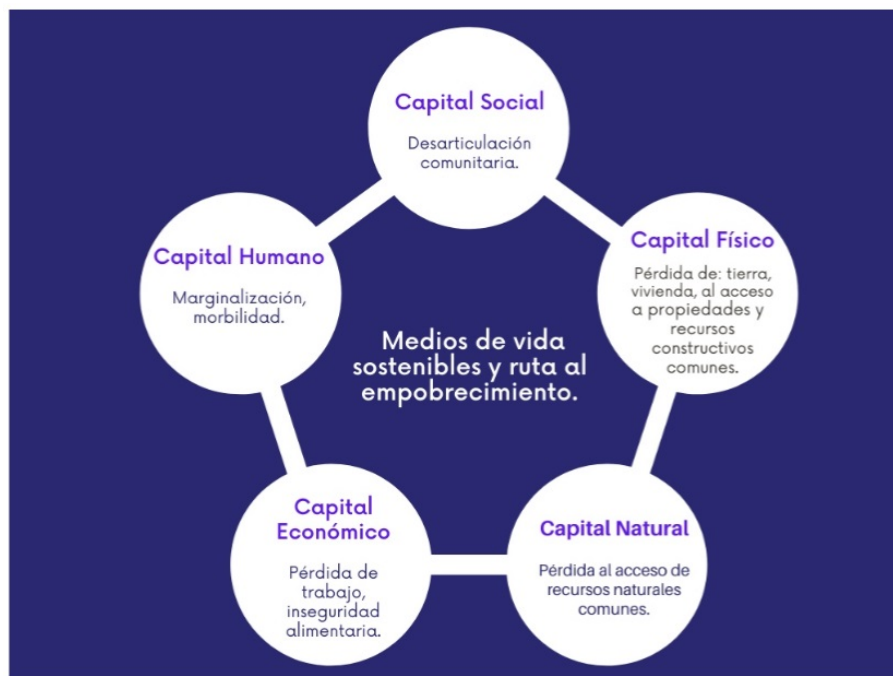 Capital Social
Desarticulación
comunitaria.
Capital Humano
Marginalización,
morbilidad.
Capital Físico
Pérdida de: tierra,
vivienda, al acceso
a propiedades y
recursos
constructivos
comunes.
Medios de vida
sostenibles y ruta al
empobrecimiento.
Capital
Económico
Pérdida de
trabajo,
inseguridad
alimentaria.
Capital Natural
Pérdida al acceso de
recursos naturales
comunes.